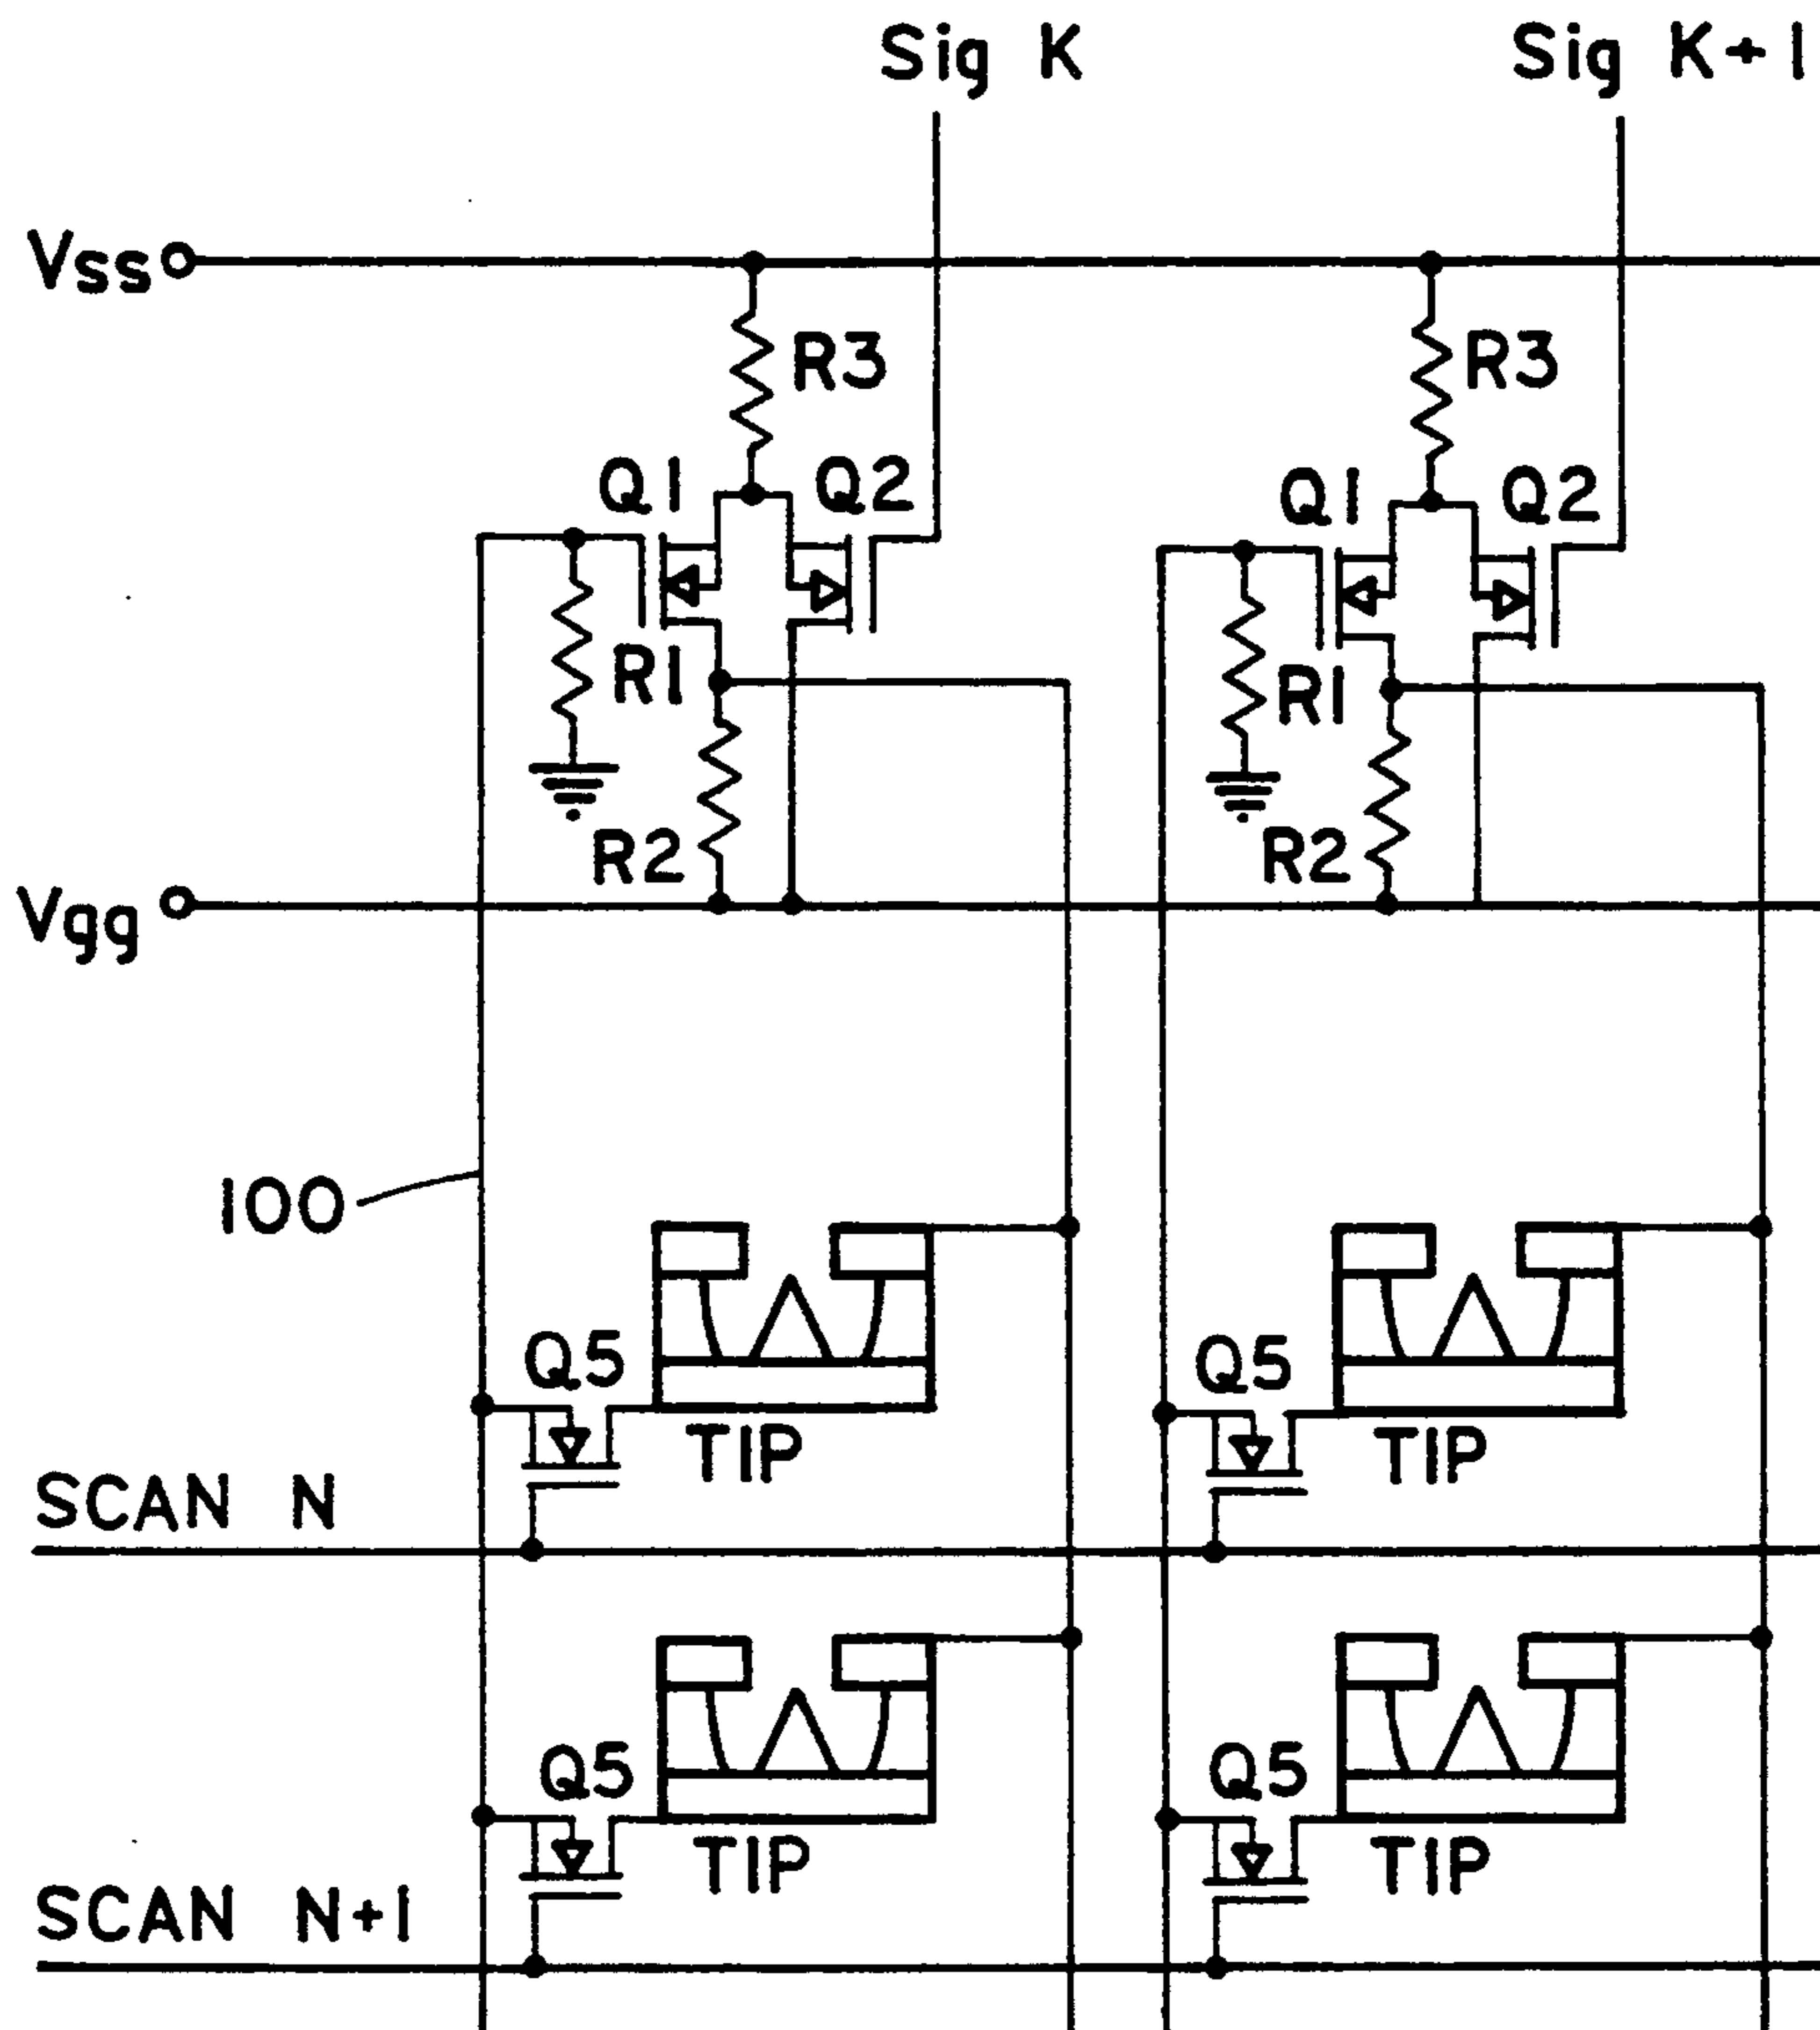 Sig K
Sig K+1
Vss
R3
R3
Q1
Q2
Q1
Q2
R1
R1
R2
R2
Vgg
100
Q5
Q5
TIP
TIP
SCAN N
Q5
Q5
TIP
TIP
SCAN N+1